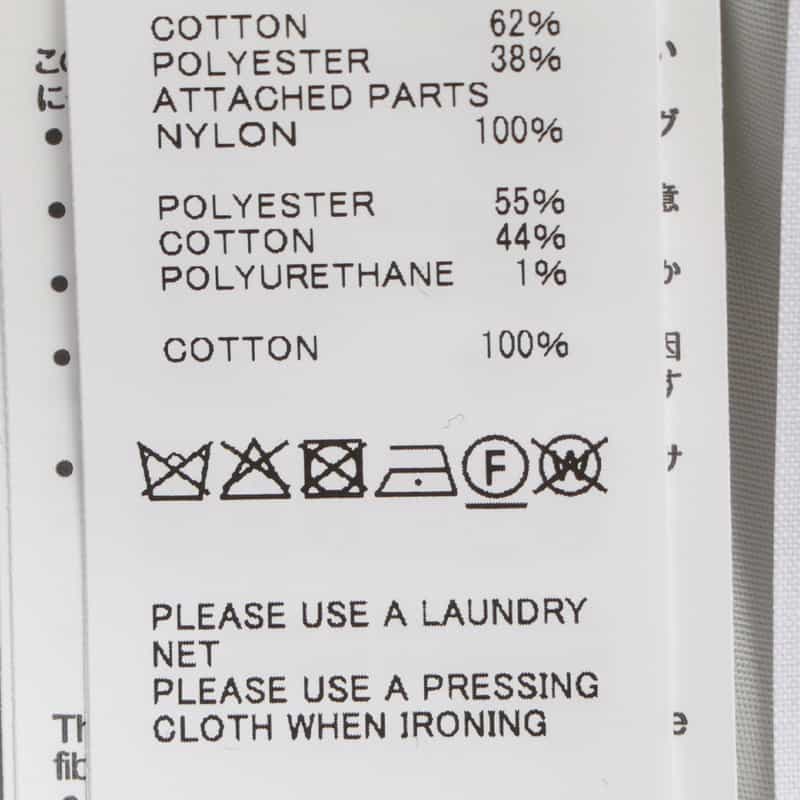 COTTON 62%
POLYESTER 38%
ATTACHED PARTS
NYLON 100%
POLYESTER 55%
COTTON 44%
POLYURETHANE 1%
COTTON 100%
F W
PLEASE USE A LAUNDRY
NET
PLEASE USE A PRESSING
CLOTH WHEN IRONING